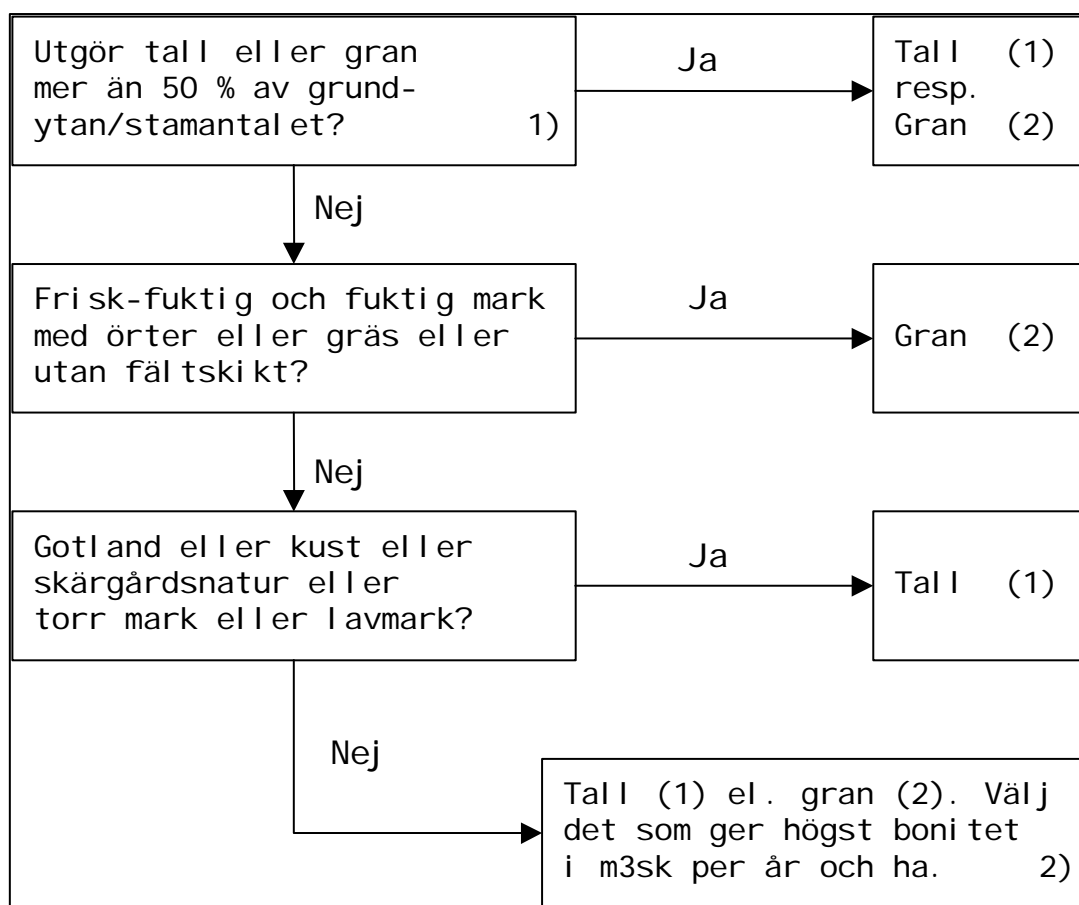 Utgör tall eller gran
mer än 50 % av grund-
ytan/stamantalet? 1)
Ja
Tall (1)
resp.
Gran (2)
Nej
Frisk-fuktig och fuktig mark
med örter eller gräs eller
utan fältskikt?
Ja
Gran (2)
Nej
Gotland eller kust eller
skärgårdsnatur eller
torr mark eller lavmark?
Ja
Tall (1)
Nej
Tall (1) el. gran (2). Välj
det som ger högst bonitet
i m3sk per år och ha. 2)